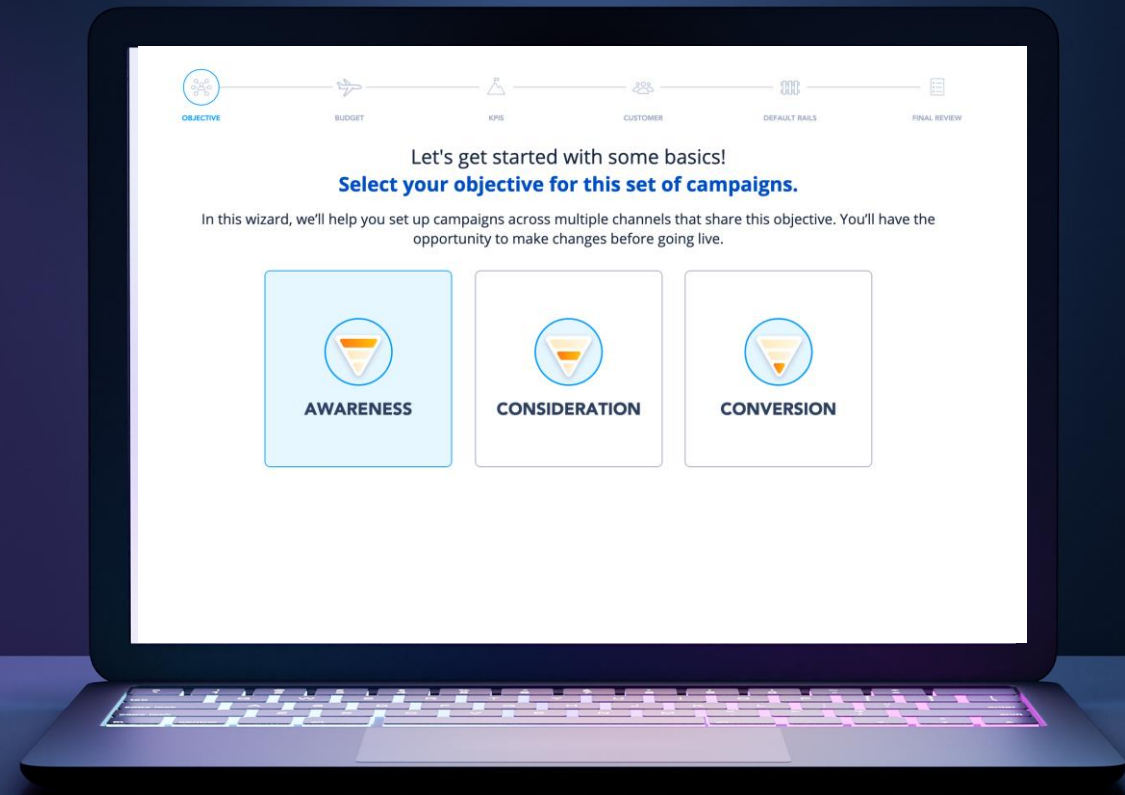 OBJECTIVE
BUDGET
KPIS
CUSTOMER
DEFAULT RAILS
FINAL REVIEW
Let's get started with some basics!
Select your objective for this set of campaigns.
In this wizard, we'll help you set up campaigns across multiple channels that share this objective. You'll have the
opportunity to make changes before going live.
AWARENESS
CONSIDERATION
CONVERSION